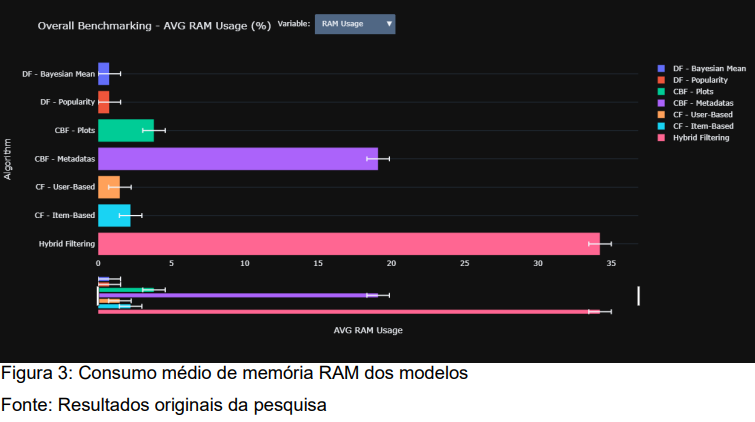 Overall Benchmarking - AVG RAM Usage (%)
Variable:
RAM Usage
Algorithm
DF - Bayesian Mean
DF - Popularity
CBF - Plots
CBF - Metadatas
CF - User-Based
CF - Item-Based
Hybrid Filtering
0 5 10 15 20 25 30 35
AVG RAM Usage
DF - Bayesian Mean
DF - Popularity
CBF - Plots
CBF - Metadatas
CF - User-Based
CF - Item-Based
Hybrid Filtering
Figura 3: Consumo médio de memória RAM dos modelos
Fonte: Resultados originais da pesquisa